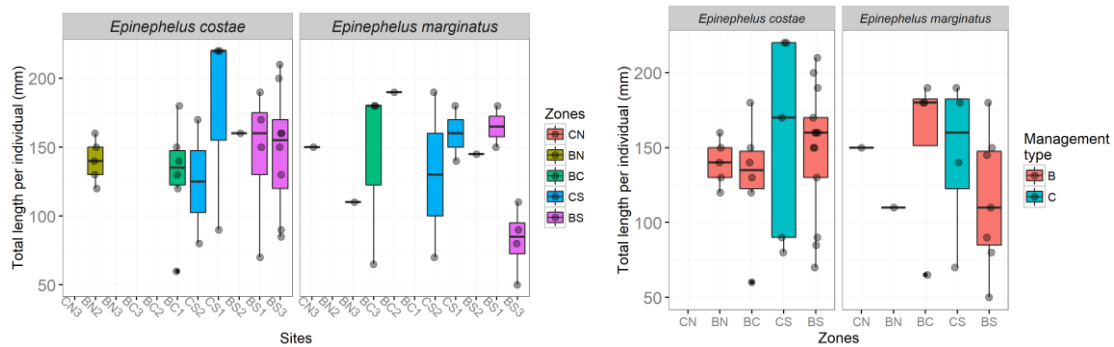 Epinephelus costae Epinephelus marginatus
Total length per individual (mm)
200
150
100
50
CN3 BN2 BN3 BC3 BC2 BC1 CS2 CS1 BS2 BS1 BS3 CN3 BN2 BN3 BC3 BC2 BC1 CS2 CS1 BS2 BS1 BS3
Sites
Zones
CN
BN
BC
CS
BS
Epinephelus costae Epinephelus marginatus
Total length per individual (mm)
200
150
100
50
CN BN BC CS BS CN BN BC CS BS
Zones
Management
type
B
C